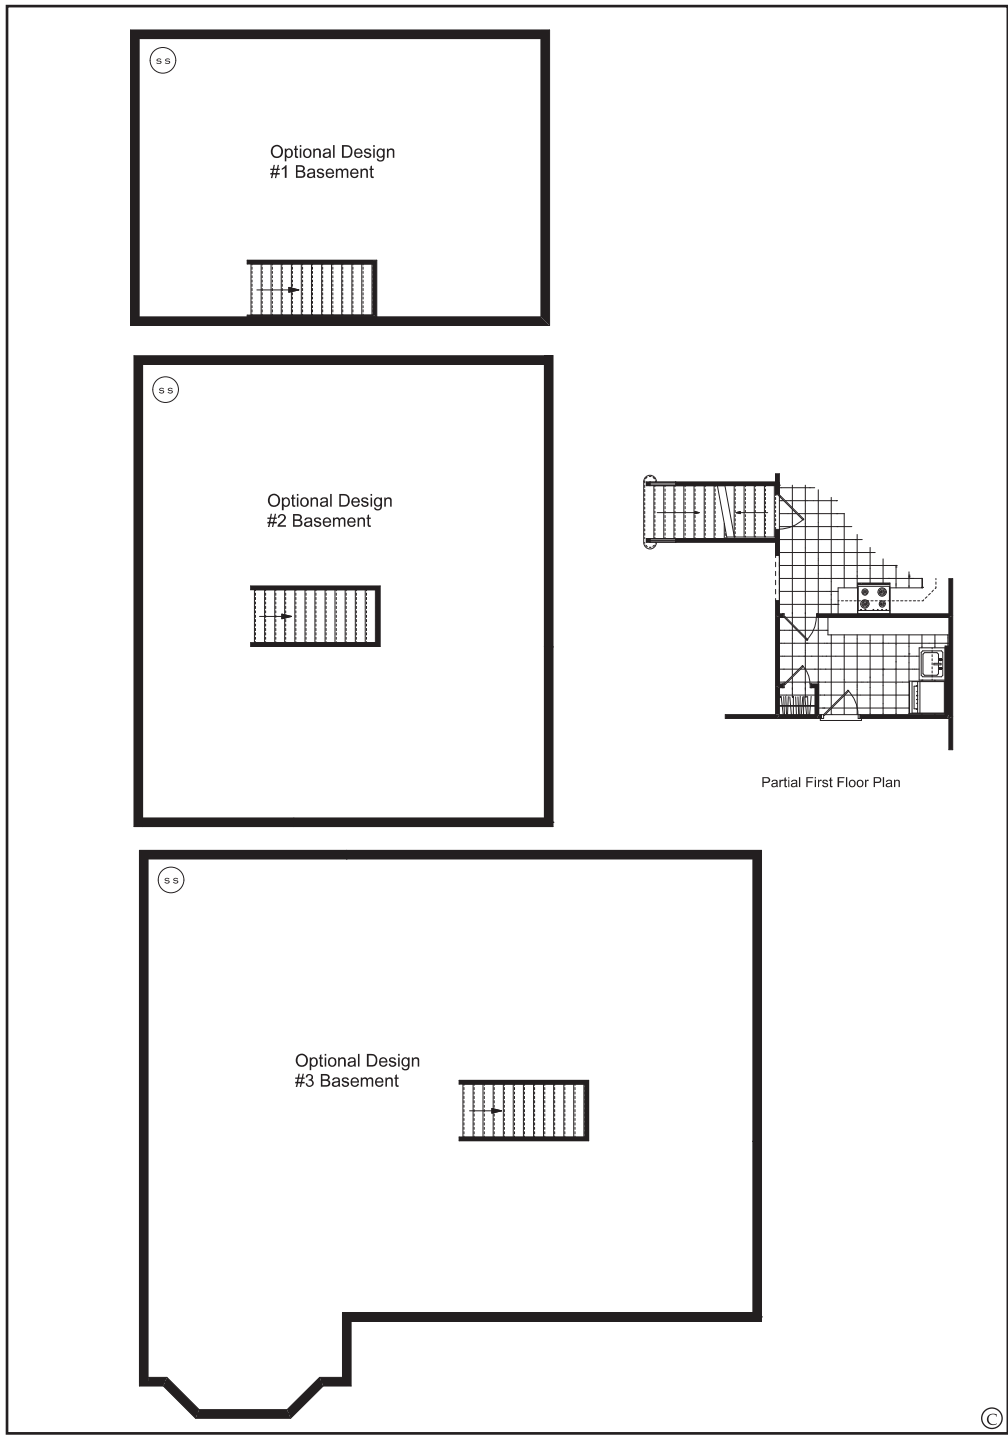 S S
Optional Design
#1 Basement
S S
Optional Design
#2 Basement
Partial First Floor Plan
S S
Optional Design
#3 Basement
©